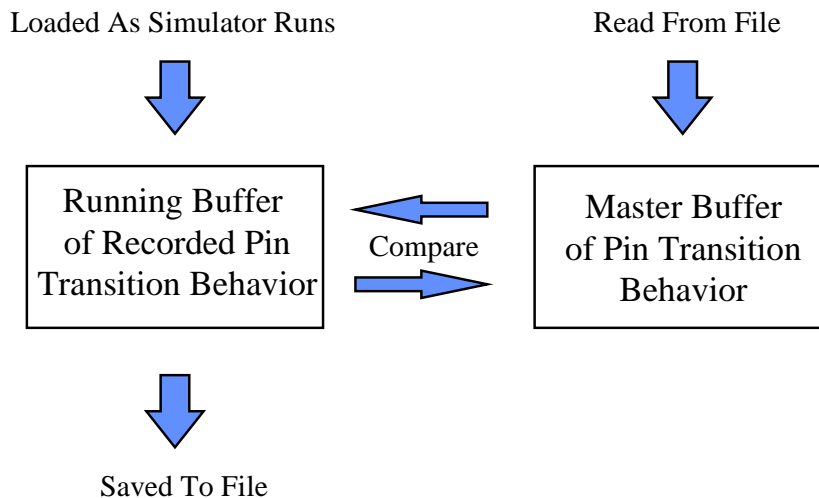 Loaded As Simulator Runs
Read From File
Running Buffer
of Recorded Pin
Transition Behavior
Compare
Master Buffer
of Pin Transition
Behavior
Saved To File